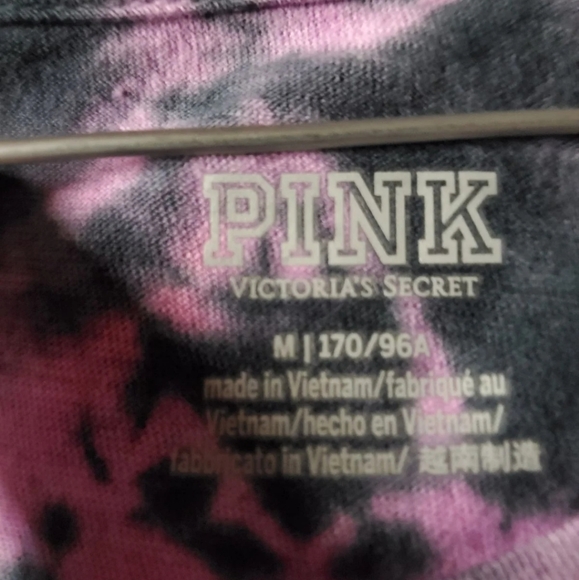 PINK
VICTORIA'S SECRET
M | 170/96A
made in Vietnam/fabriqué au
Vietnam/hecho en Vietnam/
fabbricato in Vietnam/ 越南制造